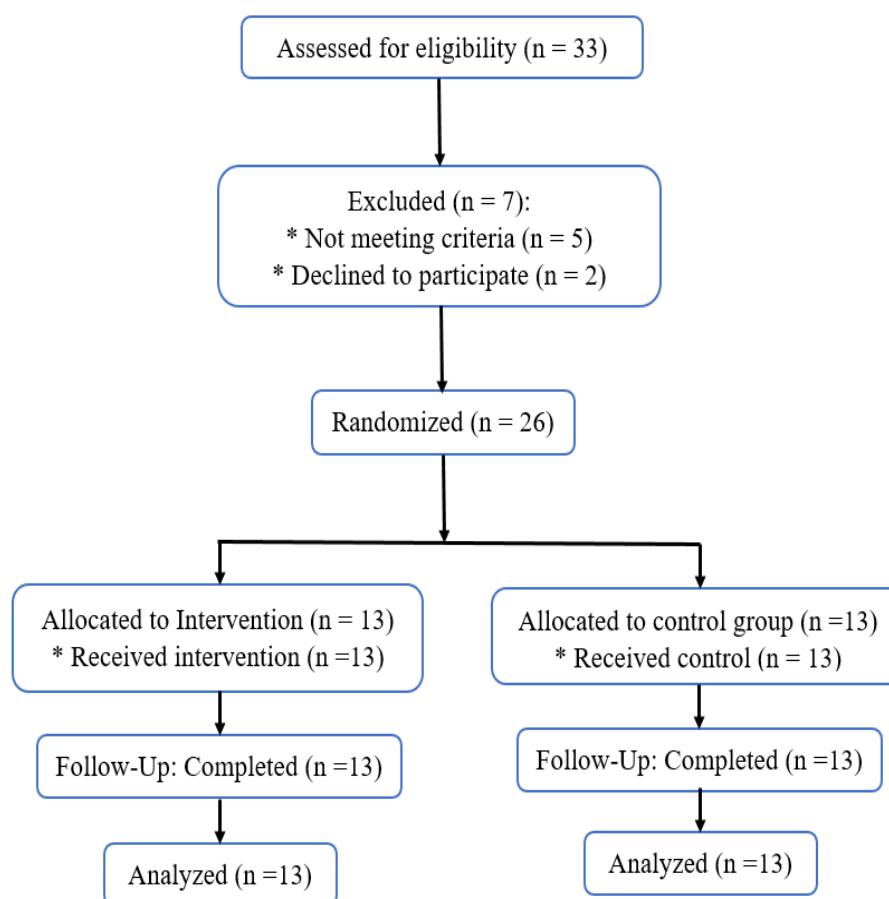 Assessed for eligibility (n = 33)
Excluded (n = 7):
* Not meeting criteria (n = 5)
* Declined to participate (n = 2)
Randomized (n = 26)
Allocated to Intervention (n = 13)
* Received intervention (n =13)
Allocated to control group (n =13)
* Received control (n = 13)
Follow-Up: Completed (n =13)
Follow-Up: Completed (n =13)
Analyzed (n =13)
Analyzed (n =13)